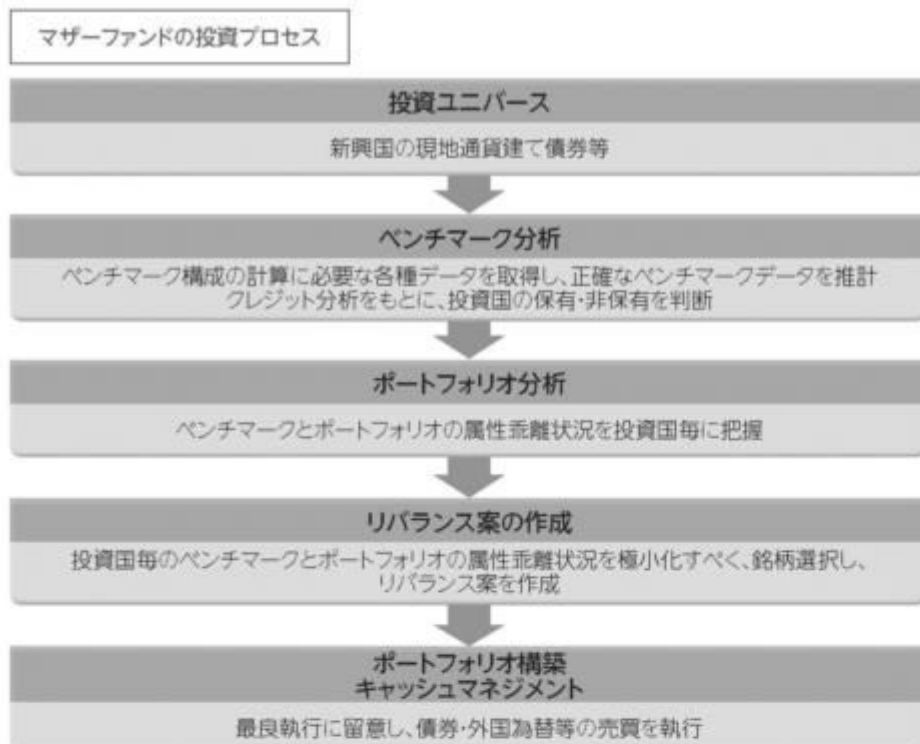 マザーファンドの投資プロセス
投資ユニバース
新興国の現地通貨建て債券等
ベンチマーク分析
ベンチマーク構成の計算に必要な各種データを取得し、正確なベンチマークデータを推計
クレジット分析をもとに、投資国の保有・非保有を判断
ポートフォリオ分析
ベンチマークとポートフォリオの属性乖離状況を投資国毎に把握
リバランス案の作成
投資国毎のベンチマークとポートフォリオの属性乖離状況を極小化すべく、銘柄選択し、
リバランス案を作成
ポートフォリオ構築
キャッシュマネジメント
最良執行に留意し、債券・外国為替等の売買を執行